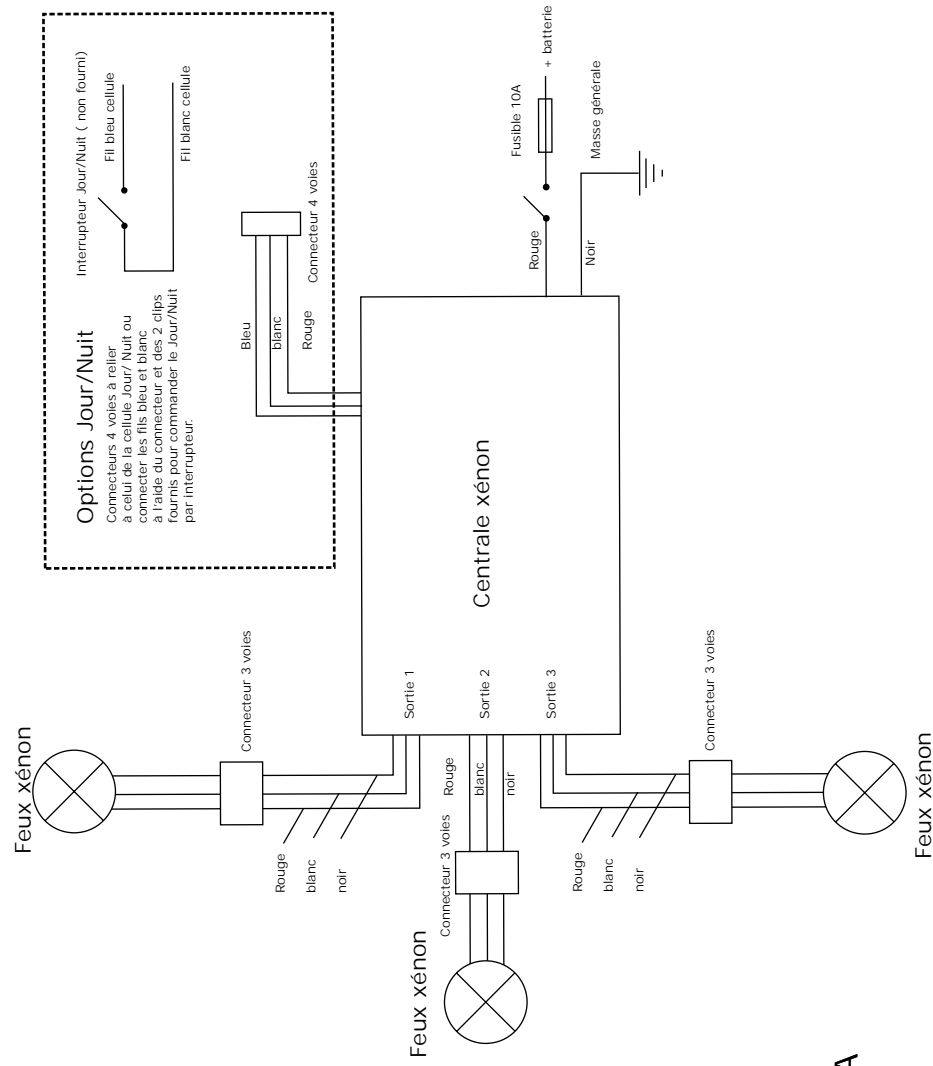 Options Jour/Nuit
Connecteurs 4 voies à relier
à celui de la cellule Jour/ Nuit ou
connecter les fils bleu et blanc
à l'aide du connecteur et des 2 clips
fournis pour commander le Jour/Nuit
par interrupteur.
Interrupteur Jour/Nuit ( non fourni)
Fil bleu cellule
Fil blanc cellule
Bleu
blanc
Rouge
Connecteur 4 voies
Fusible 10A
+ batterie
Rouge
Noir
Masse générale
Centrale xénon
Sortie 1
Sortie 2
Sortie 3
Feux xénon
Connecteur 3 voies
Rouge
blanc
noir
Feux xénon
Connecteur 3 voies
Rouge
blanc
noir
Feux xénon
Connecteur 3 voies
Rouge
blanc
noir
A